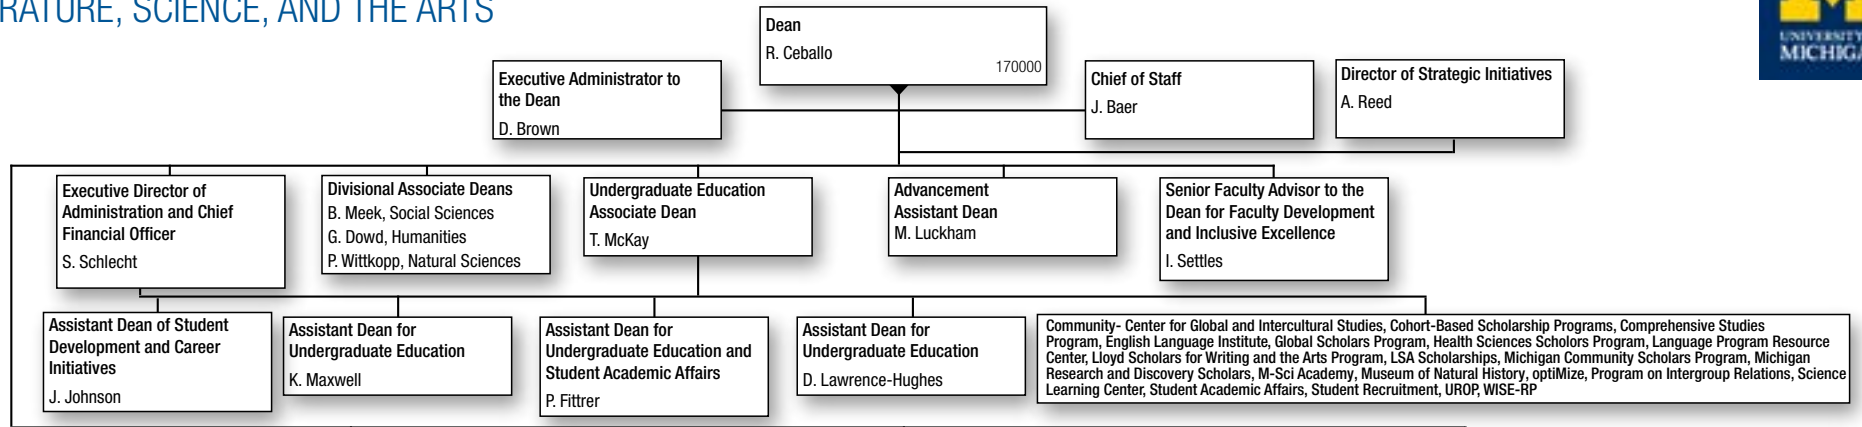 SCIENCE, AND THE ARTS
Dean
R. Ceballo
170000
UNIVERSITY
Executive Administrator to
the Dean
D. Brown
Chief of Staff
J. Baer
Director of Strategic Initiatives
A. Reed
Executive Director of
Administration and Chief
Financial Officer
S. Schlecht
Divisional Associate Deans
B. Meek, Social Sciences
G. Dowd, Humanities
P. Wittkopp, Natural Sciences
Undergraduate Education
Associate Dean
T. McKay
Advancement
Assistant Dean
M. Luckham
Senior Faculty Advisor to the
Dean for Faculty Development
and Inclusive Excellence
I. Settles
Assistant Dean of Student
Development and Career
Initiatives
J. Johnson
Assistant Dean for
Undergraduate Education
K. Maxwell
Assistant Dean for
Undergraduate Education and
Student Academic Affairs
P. Fittrer
Assistant Dean for
Undergraduate Education
D. Lawrence-Hughes
Community- Center for Global and Intercultural Studies, Cohort-Based Scholarship Programs, Comprehensive Studies
Program, English Language Institute, Global Scholars Program, Health Sciences Scholors Program, Language Program Resource
Center, Lloyd Scholars for Writing and the Arts Program, LSA Scholarships, Michigan Community Scholars Program, Michigan
Research and Discovery Scholars, M-Sci Academy, Museum of Natural History, optiMize, Program on Intergroup Relations, Science
Learning Center, Student Academic Affairs, Student Recruitment, UROP, WISE-RP